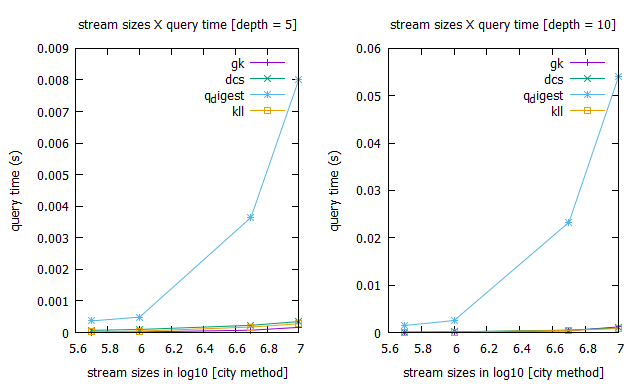 stream sizes X query time [depth = 5]
0.009
0.008
0.007
0.006
0.005
0.004
0.003
0.002
0.001
0
5.6 5.8 6 6.2 6.4 6.6 6.8 7
query time (s)
stream sizes in log10 [city method]
gk
dcs
q_digest
kll
stream sizes X query time [depth = 10]
0.06
0.05
0.04
0.03
0.02
0.01
0
5.6 5.8 6 6.2 6.4 6.6 6.8 7
query time (s)
stream sizes in log10 [city method]
gk
dcs
q_digest
kll